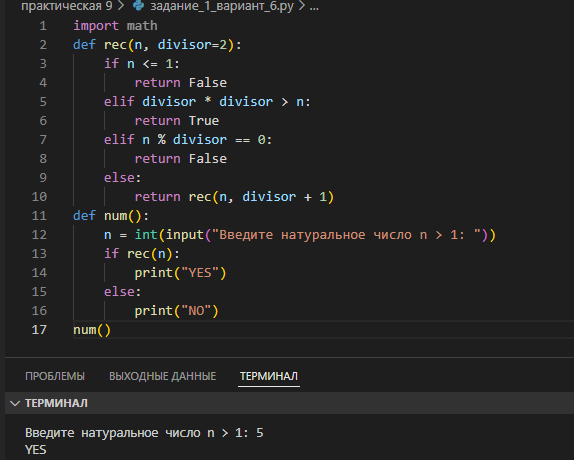 практическая 9 > задание_1_вариант_6.py > ...
1 import math
2 def rec(n, divisor=2):
3     if n <= 1:
4         return False
5     elif divisor * divisor > n:
6         return True
7     elif n % divisor == 0:
8         return False
9     else:
10         return rec(n, divisor + 1)
11 def num():
12     n = int(input("Введите натуральное число n > 1: "))
13     if rec(n):
14         print("YES")
15     else:
16         print("NO")
17 num()
ПРОБЛЕМЫ ВЫХОДНЫЕ ДАННЫЕ ТЕРМИНАЛ
ТЕРМИНАЛ
Введите натуральное число n > 1: 5
YES